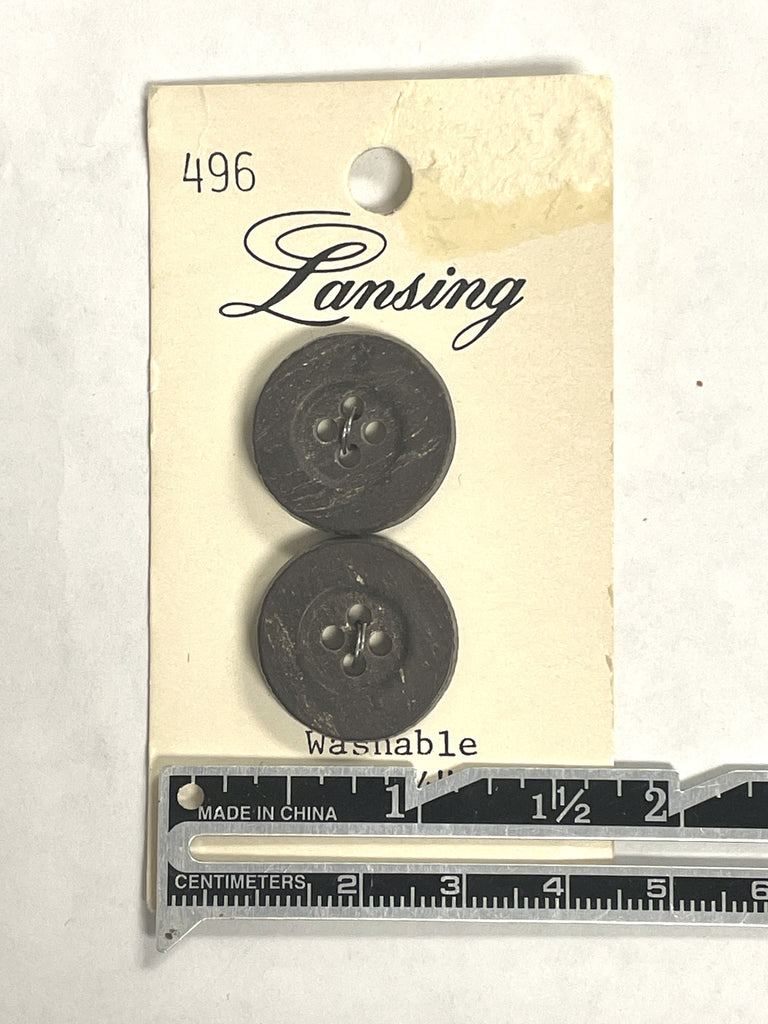 496
Lansing
Washable
1 1½ 2
MADE IN CHINA
CENTIMETERS 2 3 4 5 6